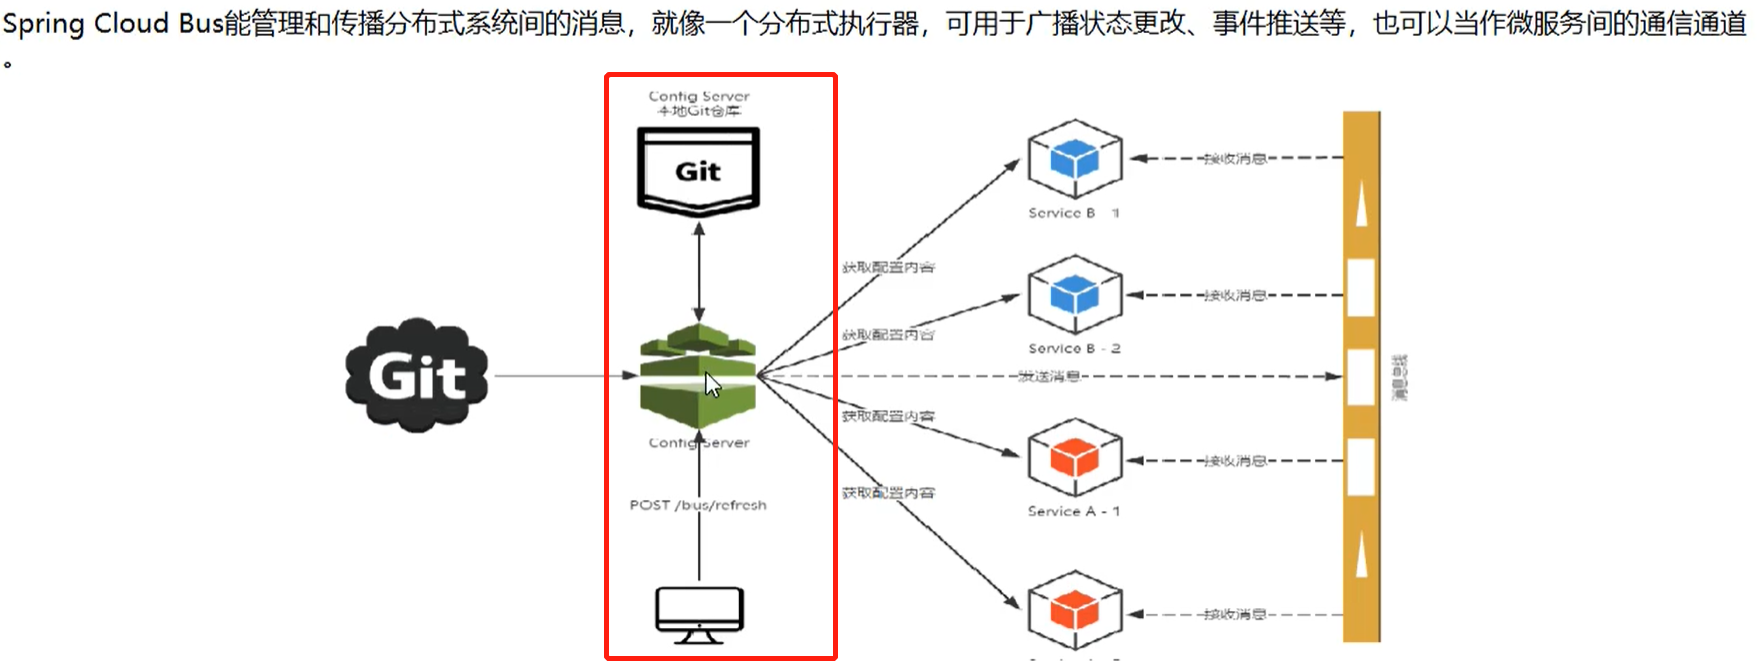 Spring Cloud Bus能管理和传播分布式系统间的消息，就像一个分布式执行器，可用于广播状态更改、事件推送等，也可以当作微服务间的通信通道
。
Config Server
本地Git仓库
Git
接收消息
Service B - 1
获取配置内容
接收消息
获取配置内容
Service B - 2
Git
发送消息
消息总线
获取配置内容
Config Server
接收消息
获取配置内容
POST /bus/refresh
Service A - 1
接收消息